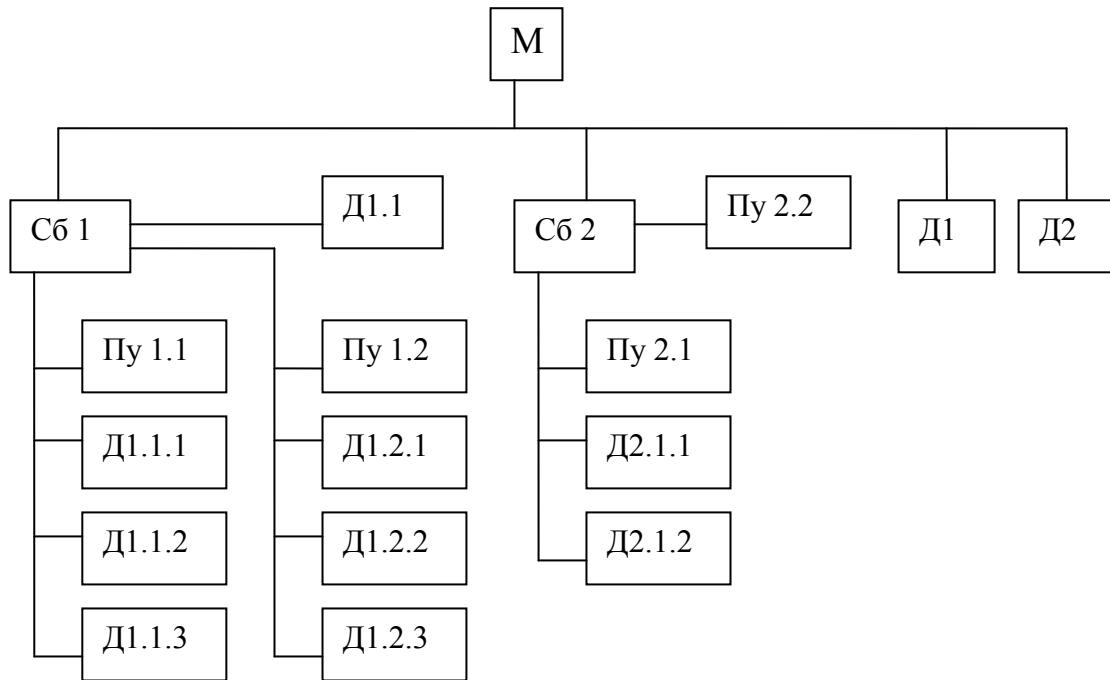 М
Сб 1
Д1.1
Сб 2
Пу 2.2
Д1
Д2
Пу 1.1
Пу 1.2
Пу 2.1
Д1.1.1
Д1.2.1
Д2.1.1
Д1.1.2
Д1.2.2
Д2.1.2
Д1.1.3
Д1.2.3